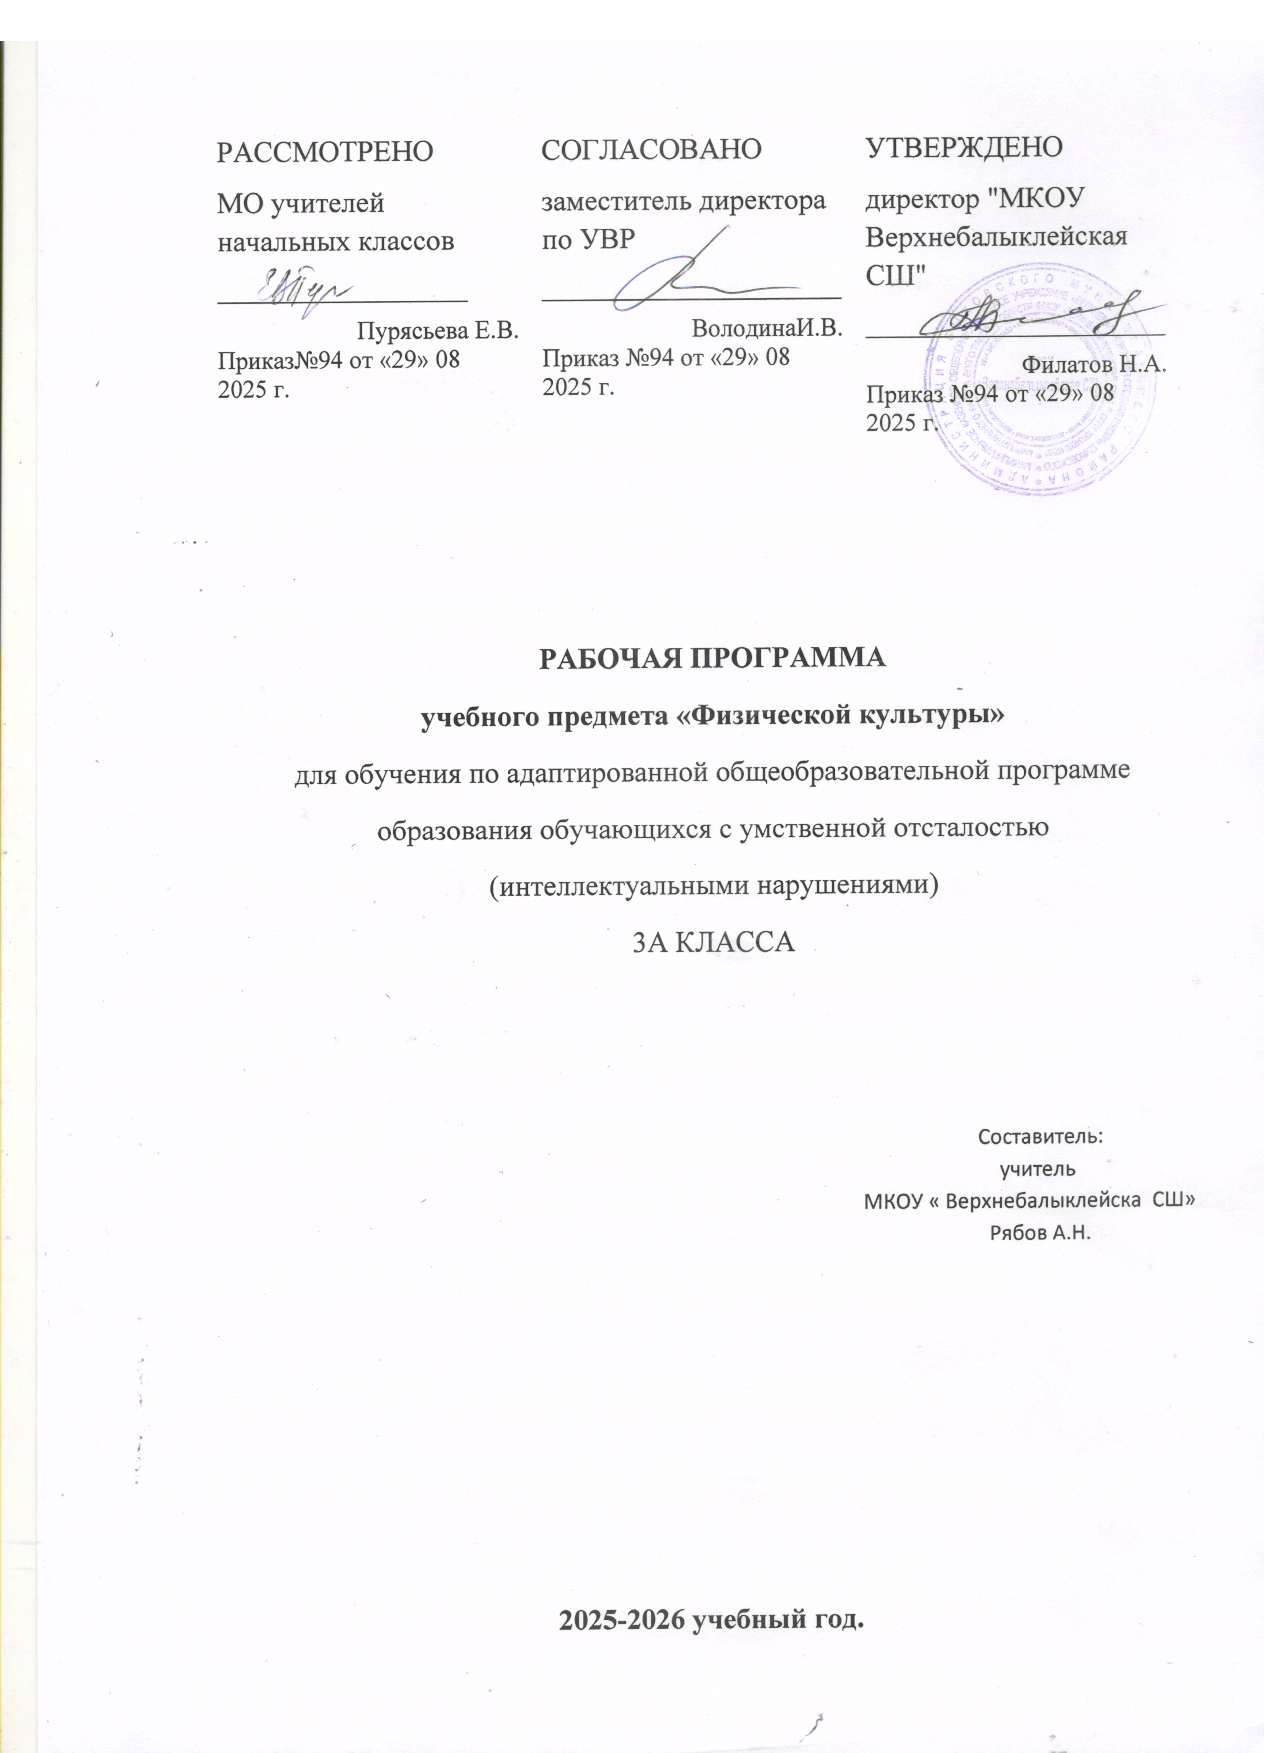 РАССМОТРЕНО
МО учителей
начальных классов
Пурясьева Е.В.
Приказ№94 от «29» 08
2025 г.
СОГЛАСОВАНО
заместитель директора
по УВР
ВолодинаИ.В.
Приказ №94 от «29» 08
2025 г.
УТВЕРЖДЕНО
директор "МКОУ
Верхнебалыклейская
СШ"
Филатов Н.А.
Приказ №94 от «29» 08
2025 г.
РАБОЧАЯ ПРОГРАММА
учебного предмета «Физической культуры»
для обучения по адаптированной общеобразовательной программе
образования обучающихся с умственной отсталостью
(интеллектуальными нарушениями)
3А КЛАССА
Составитель:
учитель
МКОУ « Верхнебалыклейска СШ»
Рябов А.Н.
2025-2026 учебный год.